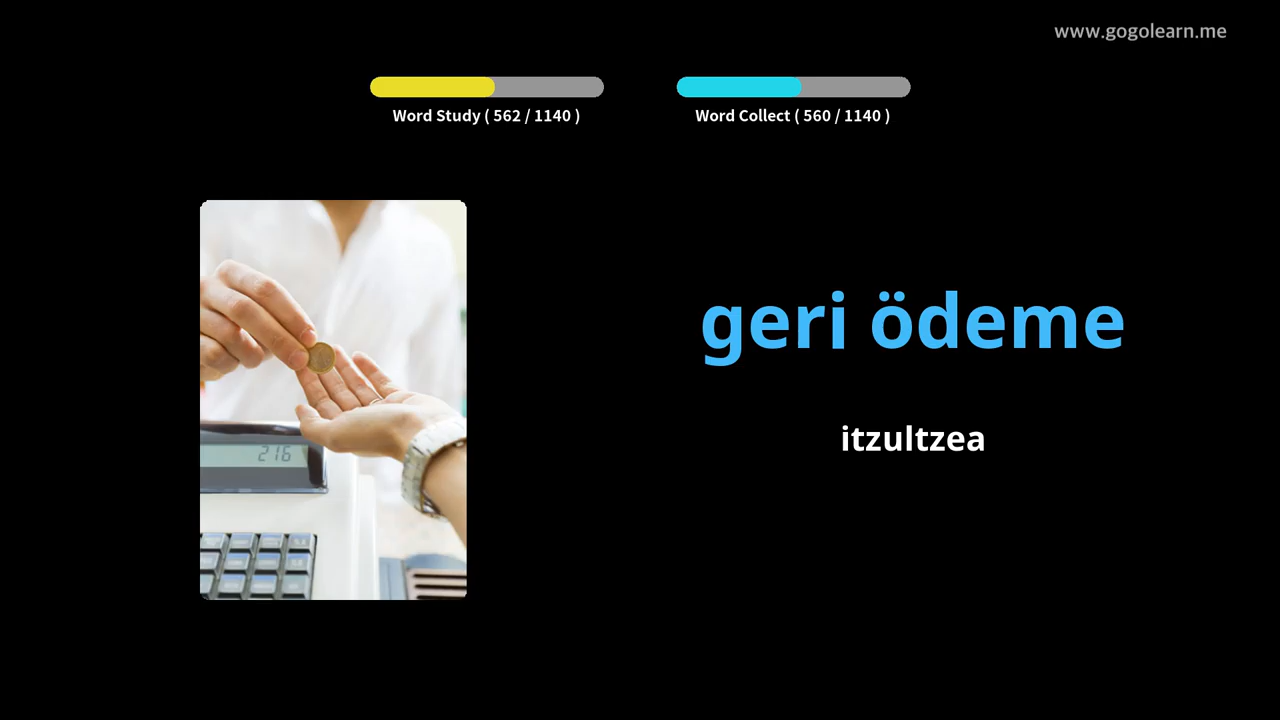 www.gogolearn.me
Word Study ( 562 / 1140 )
Word Collect ( 560 / 1140 )
geri ödeme
itzultzea
216